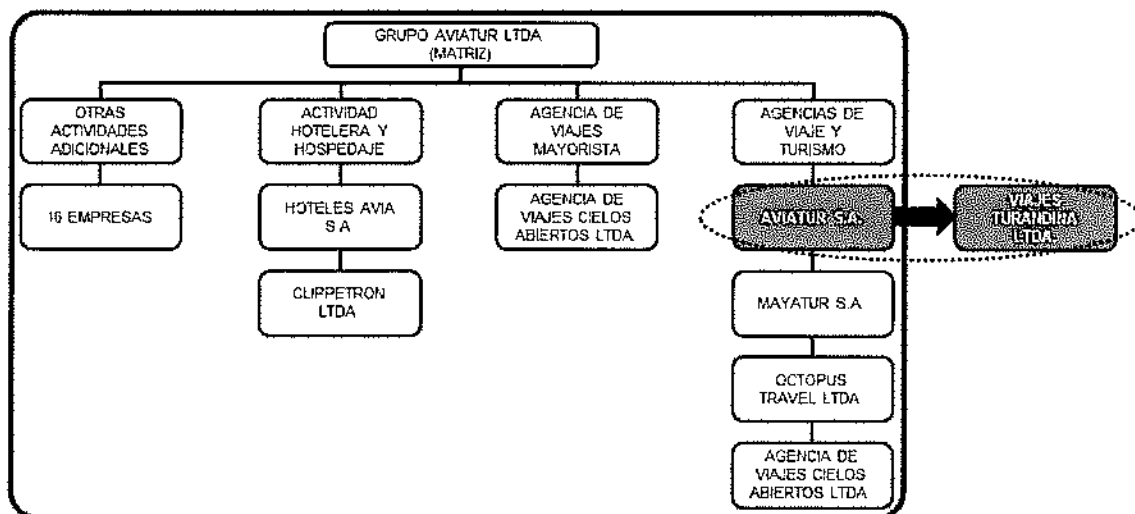 GRUPO AVIATUR LTDA
(MATRIZ)
OTRAS
ACTIVIDADES
ADICIONALES
ACTIVIDAD
HOTELERA Y
HOSPEDAJE
AGENCIA DE
VIAJES
MAYORISTA
AGENCIAS DE
VIAJE Y
TURISMO
16 EMPRESAS
HOTELES AVIA
S.A
AGENCIA DE
VIAJES CIELOS
ABIERTOS LTDA
AVIATUR S.A.
VIAJES
TURANDINA
LTDA.
CLIPPETRON
LTDA
MAYATUR S.A
OCTOPUS
TRAVEL LTDA
AGENCIA DE
VIAJES CIELOS
ABIERTOS LTDA